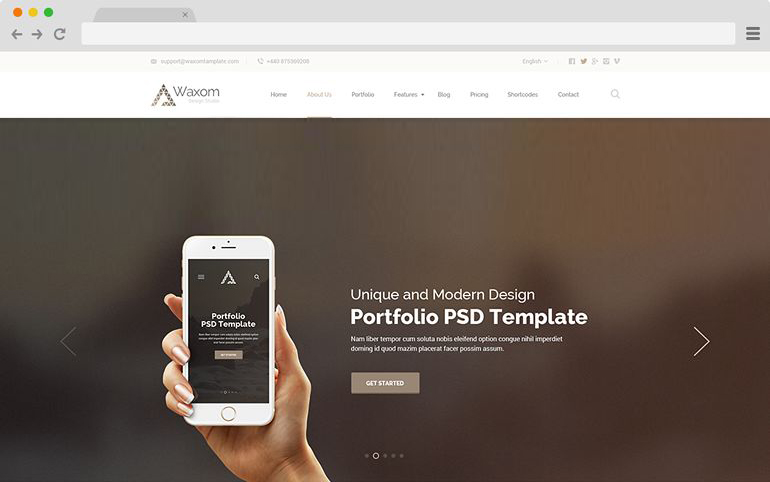 support@waxomtamplate.com
+440 875369208
English
Waxom
Design Studio
Home
About Us
Portfolio
Features
Blog
Pricing
Shortcodes
Contact
Unique and Modern Design
Portfolio PSD Template
Nam liber tempor cum soluta nobis eleifend option congue nihil imperdiet
doming id quod mazim placerat facer possim assum.
GET STARTED
Portfolio
PSD Template
GET STARTED